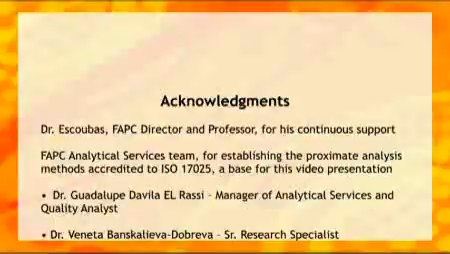 Acknowledgments
Dr. Escoubas, FAPC Director and Professor, for his continuous support
FAPC Analytical Services team, for establishing the proximate analysis
methods accredited to ISO 17025, a base for this video presentation
• Dr. Guadalupe Davila EL Rassi – Manager of Analytical Services and
Quality Analyst
• Dr. Veneta Banskalieva-Dobreva – Sr. Research Specialist